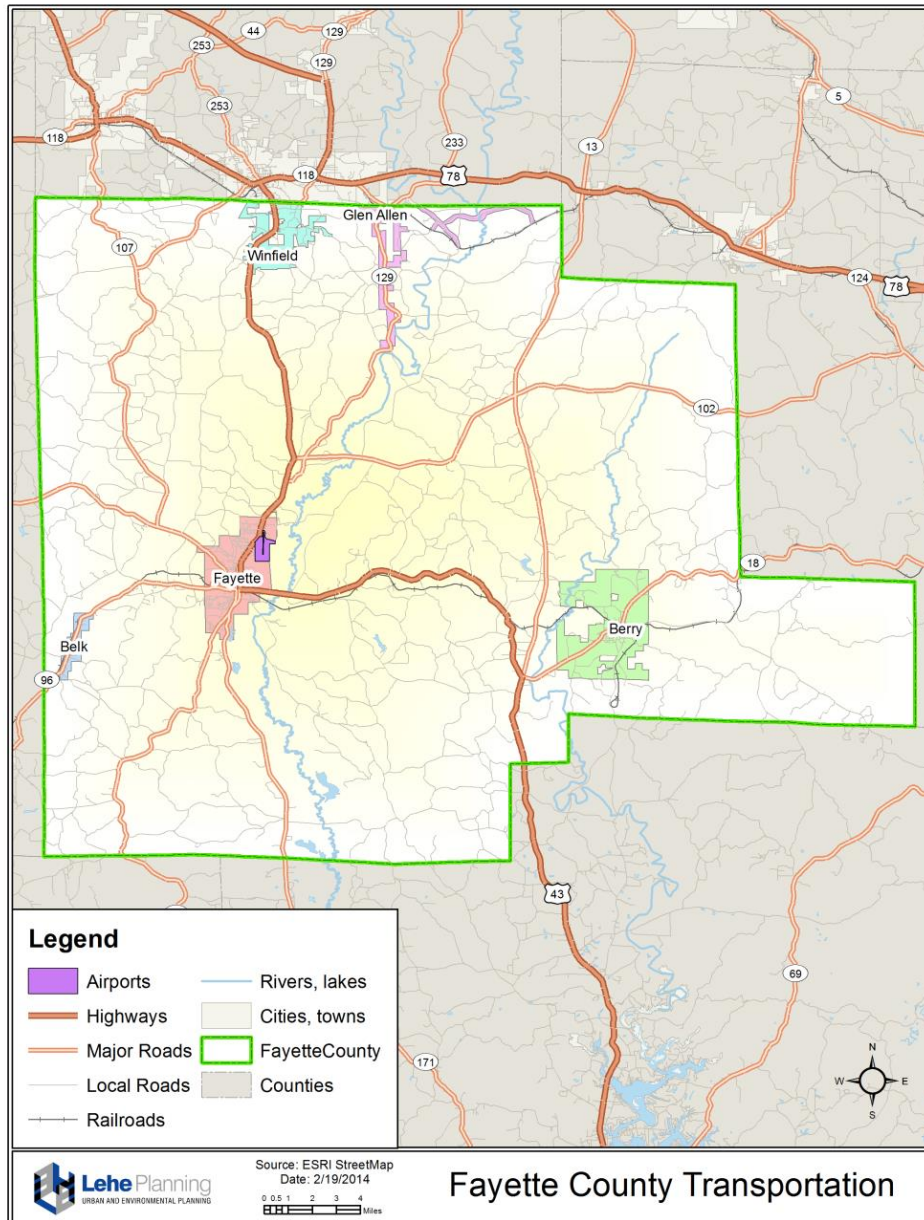 44
129
253
129
5
253
233
13
118
118
78
Glen Allen
107
Winfield
129
124
78
102
18
Fayette
Berry
Belk
96
43
69
171
Legend
Airports
Highways
Major Roads
Local Roads
Railroads
Rivers, lakes
Cities, towns
FayetteCounty
Counties
N
W E
S
Lehe Planning
URBAN AND ENVIRONMENTAL PLANNING
Source: ESRI StreetMap
Date: 2/19/2014
0 0.5 1 2 3 4
Miles
Fayette County Transportation